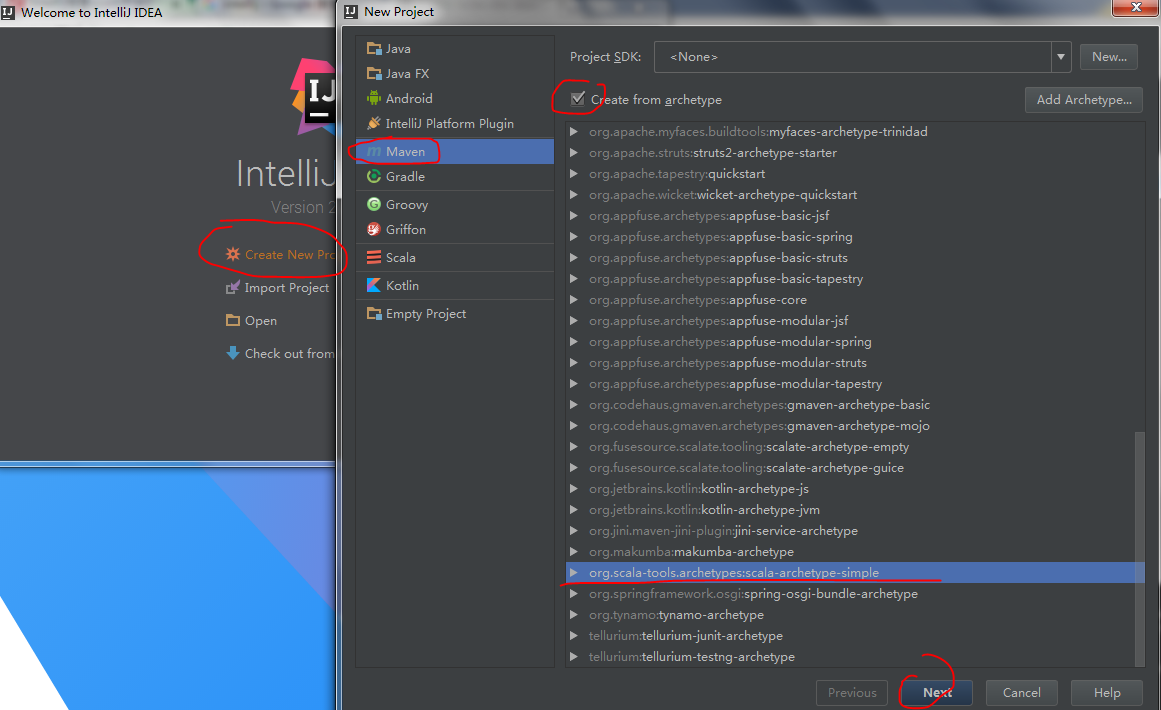 Welcome to IntelliJ IDEA
IJ
IntelliJ
Version 2
Create New Pro
Import Project
Open
Check out from
New Project
Java
Java FX
Android
IntelliJ Platform Plugin
Maven
Gradle
Groovy
Griffon
Scala
Kotlin
Empty Project
Project SDK: <None> New...
Create from archetype Add Archetype...
org.apache.myfaces.buildtools:myfaces-archetype-trinidad
org.apache.struts:struts2-archetype-starter
org.apache.tapestry:quickstart
org.apache.wicket:wicket-archetype-quickstart
org.appfuse.archetypes:appfuse-basic-jsf
org.appfuse.archetypes:appfuse-basic-spring
org.appfuse.archetypes:appfuse-basic-struts
org.appfuse.archetypes:appfuse-basic-tapestry
org.appfuse.archetypes:appfuse-core
org.appfuse.archetypes:appfuse-modular-jsf
org.appfuse.archetypes:appfuse-modular-spring
org.appfuse.archetypes:appfuse-modular-struts
org.appfuse.archetypes:appfuse-modular-tapestry
org.codehaus.gmaven.archetypes:gmaven-archetype-basic
org.codehaus.gmaven.archetypes:gmaven-archetype-mojo
org.fusesource.scalate.tooling:scalate-archetype-empty
org.fusesource.scalate.tooling:scalate-archetype-guice
org.jetbrains.kotlin:kotlin-archetype-js
org.jetbrains.kotlin:kotlin-archetype-jvm
org.jini.maven-jini-plugin:jini-service-archetype
org.makumba:makumba-archetype
org.scala-tools.archetypes:scala-archetype-simple
org.springframework.osgi:spring-osgi-bundle-archetype
org.tynamo:tynamo-archetype
tellurium:tellurium-junit-archetype
tellurium:tellurium-testng-archetype
Previous Next Cancel Help